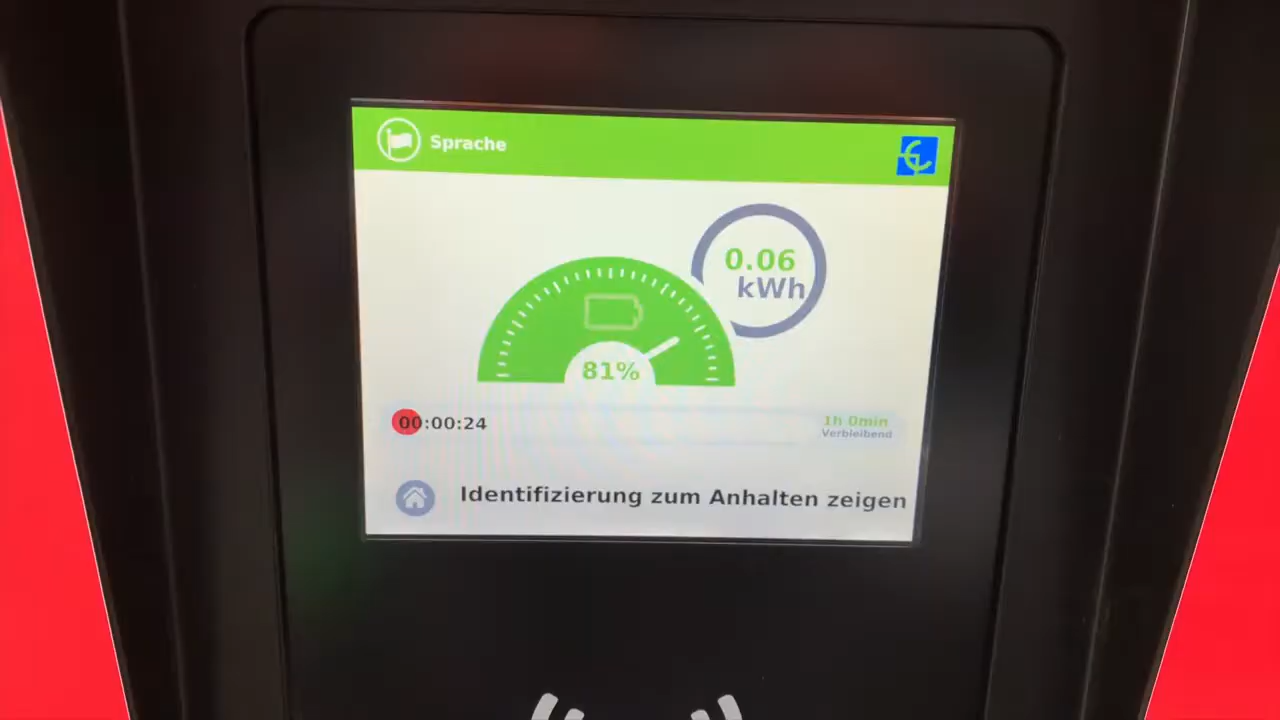 Sprache
0.06
kWh
81%
00:00:24
1h 0min
Verbleibend
Identifizierung zum Anhalten zeigen